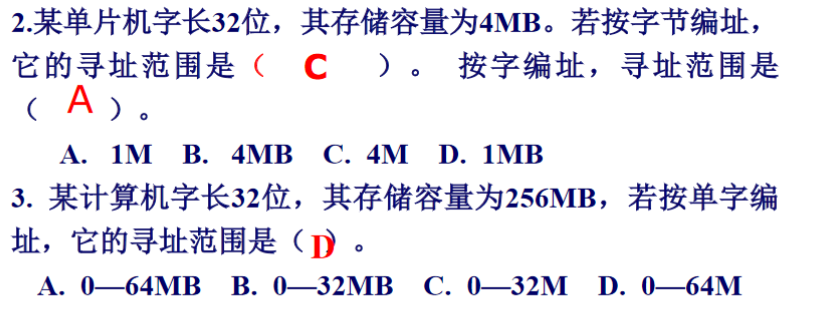 2.某单片机字长32位，其存储容量为4MB。若按字节编址，
它的寻址范围是（ C ）。 按字编址，寻址范围是
（ A ）。
A. 1M B. 4MB C. 4M D. 1MB
3. 某计算机字长32位，其存储容量为256MB，若按单字编
址，它的寻址范围是（D）。
A. 0—64MB B. 0—32MB C. 0—32M D. 0—64M